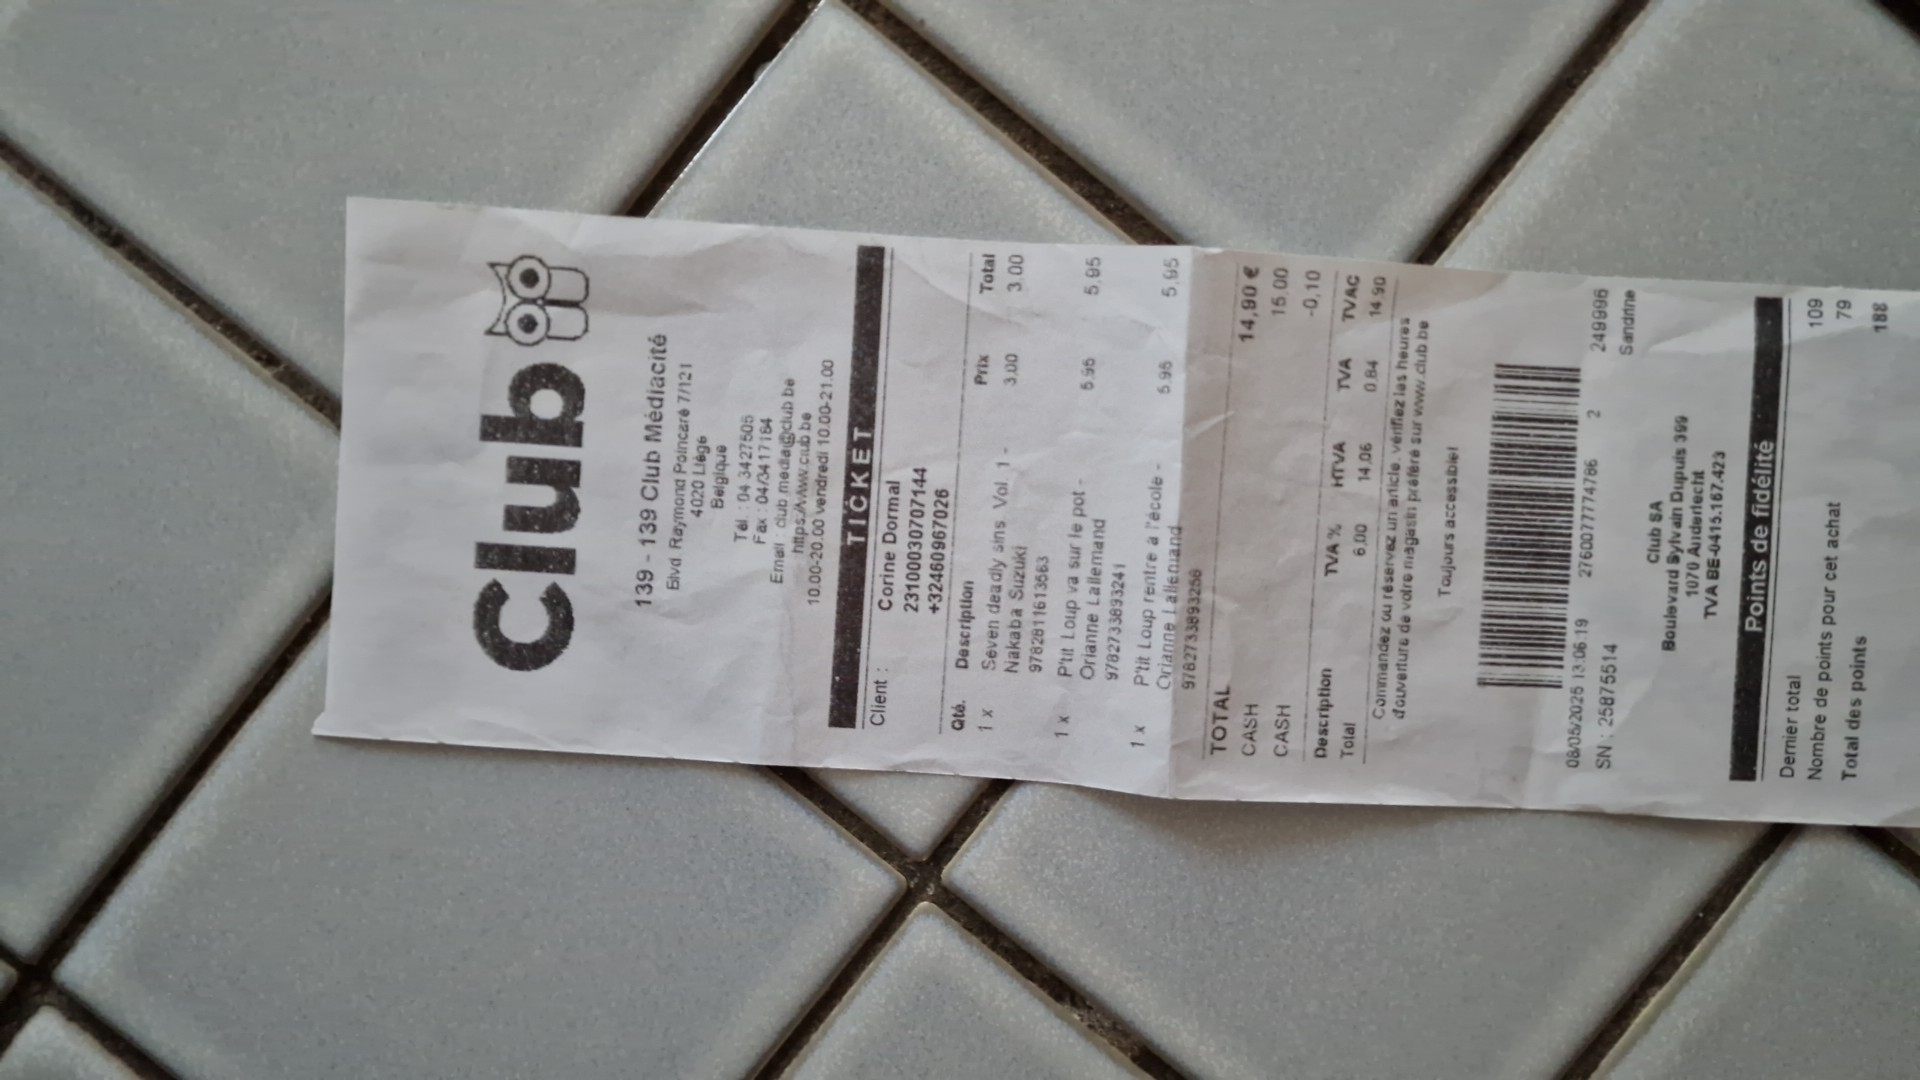 Club
139 - 139 Club Médiacité
Blvd Raymond Poincaré 7/121
4020 Liège
Belgique
Tél : 04 3427505
Fax : 04/3417164
Email : club.media@club.be
https://www.club.be
10.00-20.00 vendredi 10.00-21.00
TICKET
Client : Corine Dormal
2310003070714​4
+32460967026
Qté. Description Prix Total
1 x Seven deadly sins Vol. 1 - 3,00 3,00
Nakaba Suzuki
9782811613563
1 x P'tit Loup va sur le pot - 5,95 5,95
Orianne Lallemand
9782733893241
1 x P'tit Loup rentre à l'école - 5,95 5,95
Orianne Lallemand
9782733893258
TOTAL 14,90 €
CASH 15,00
CASH -0,10
Description TVA % HTVA TVA TVAC
Total 6,00 14,06 0,84 14,90
Commandez ou réservez un article, vérifiez les heures
d'ouverture de votre magasin préféré sur www.club.be
Toujours accessible!
08/05/2025 13:06:19 2760077774786 2 249996
SN : 25875514 Sandrine
Club SA
Boulevard Sylvain Dupuis 399
1070 Anderlecht
TVA BE-0415.167.423
Points de fidélité
Dernier total 109
Nombre de points pour cet achat 79
Total des points 188